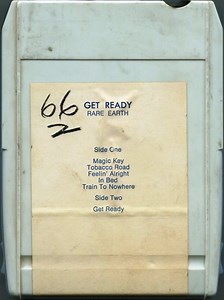 66
2
GET READY
RARE EARTH
Side One
Magic Key
Tobacco Road
Feelin' Alright
In Bed
Train To Nowhere
Side Two
Get Ready